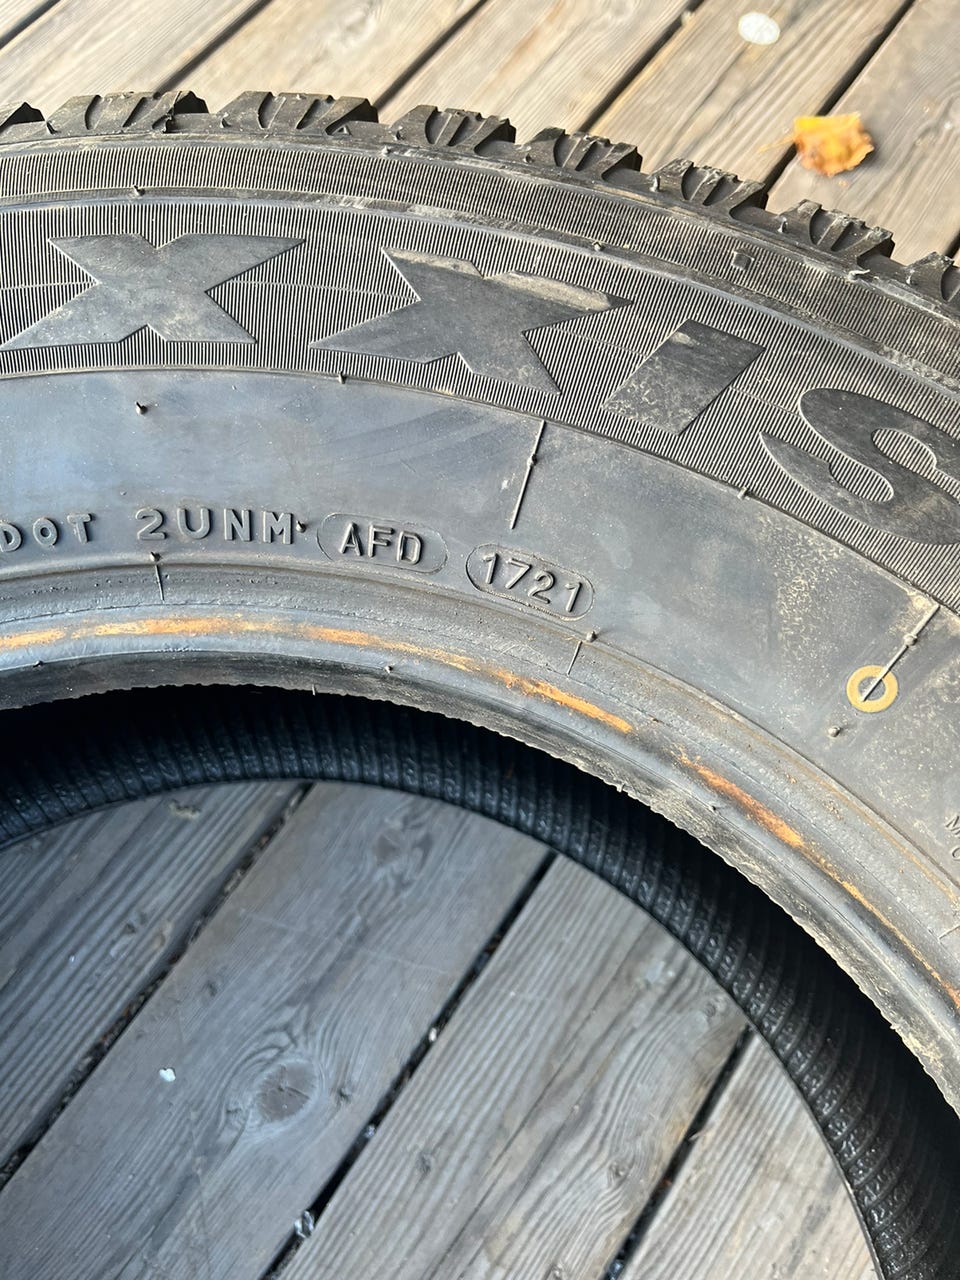 XXIS
DOT 2UNM AFD 1721